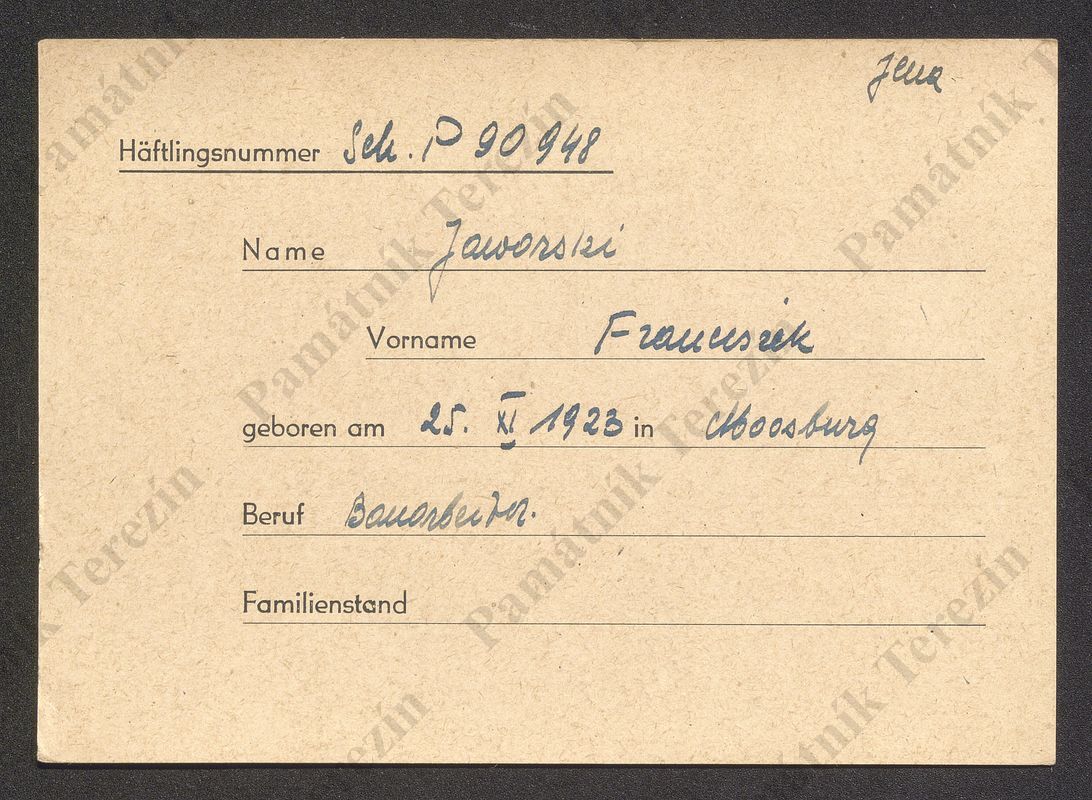 Jena
Häftlingsnummer Sch. P 90 948
Name Jaworski
Vorname Franciszek
geboren am 25. XI 1923 in Moosburg
Beruf Bauarbeiter.
Familienstand
Památník Terezín